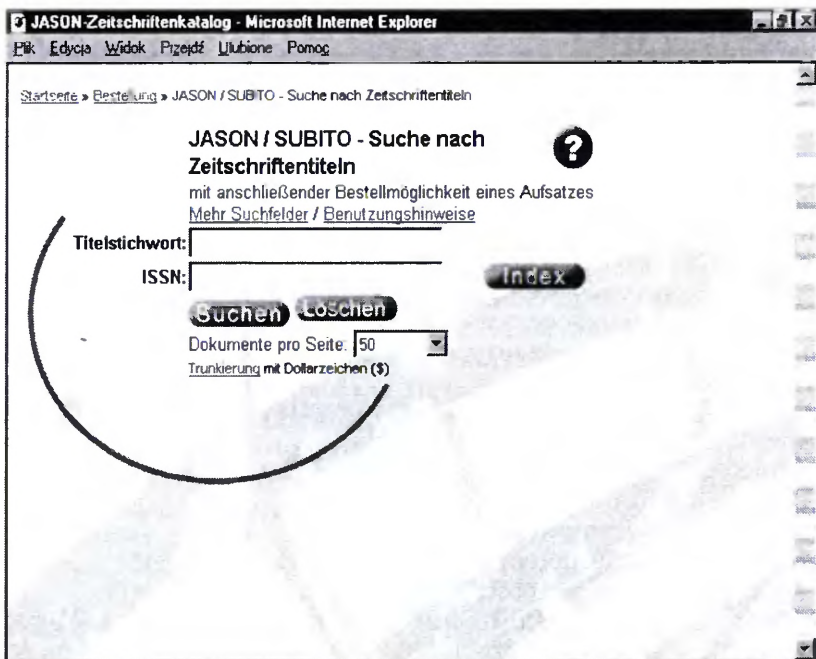 JASON-Zeitschriftenkatalog - Microsoft Internet Explorer
Plik Edycja Widok Przejdź Ulubione Pomoc
Startseite » Bestellung » JASON / SUBITO - Suche nach Zeitschriftentiteln
JASON / SUBITO - Suche nach
Zeitschriftentiteln
?
mit anschließender Bestellmöglichkeit eines Aufsatzes
Mehr Suchfelder / Benutzungshinweise
Titelstichwort:
ISSN:
Index
Suchen Löschen
Dokumente pro Seite: 50
Trunkierung mit Dollarzeichen ($)